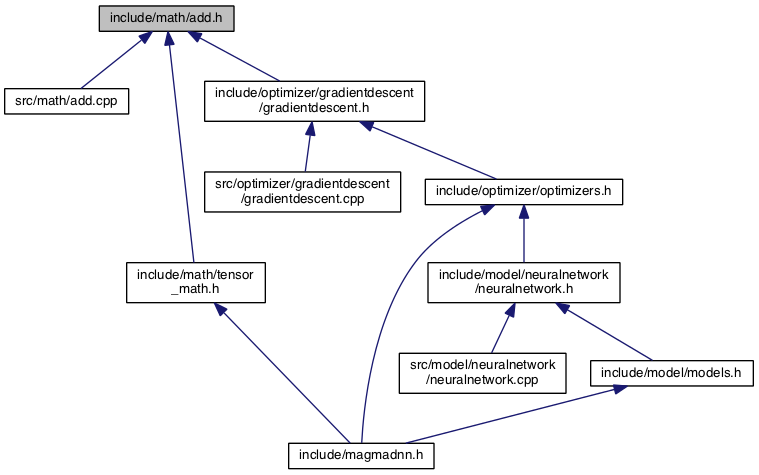 include/math/add.h
src/math/add.cpp
include/optimizer/gradientdescent
/gradientdescent.h
src/optimizer/gradientdescent
/gradientdescent.cpp
include/optimizer/optimizers.h
include/math/tensor
_math.h
include/model/neuralnetwork
/neuralnetwork.h
src/model/neuralnetwork
/neuralnetwork.cpp
include/model/models.h
include/magmadnn.h